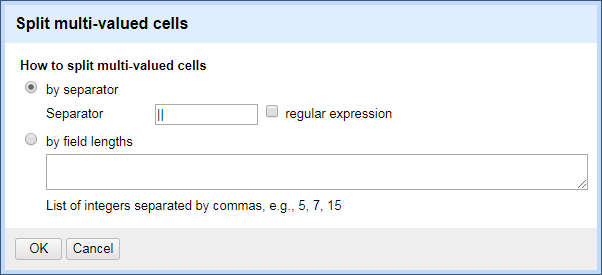 Split multi-valued cells
How to split multi-valued cells
by separator
Separator || regular expression
by field lengths
List of integers separated by commas, e.g., 5, 7, 15
OK Cancel